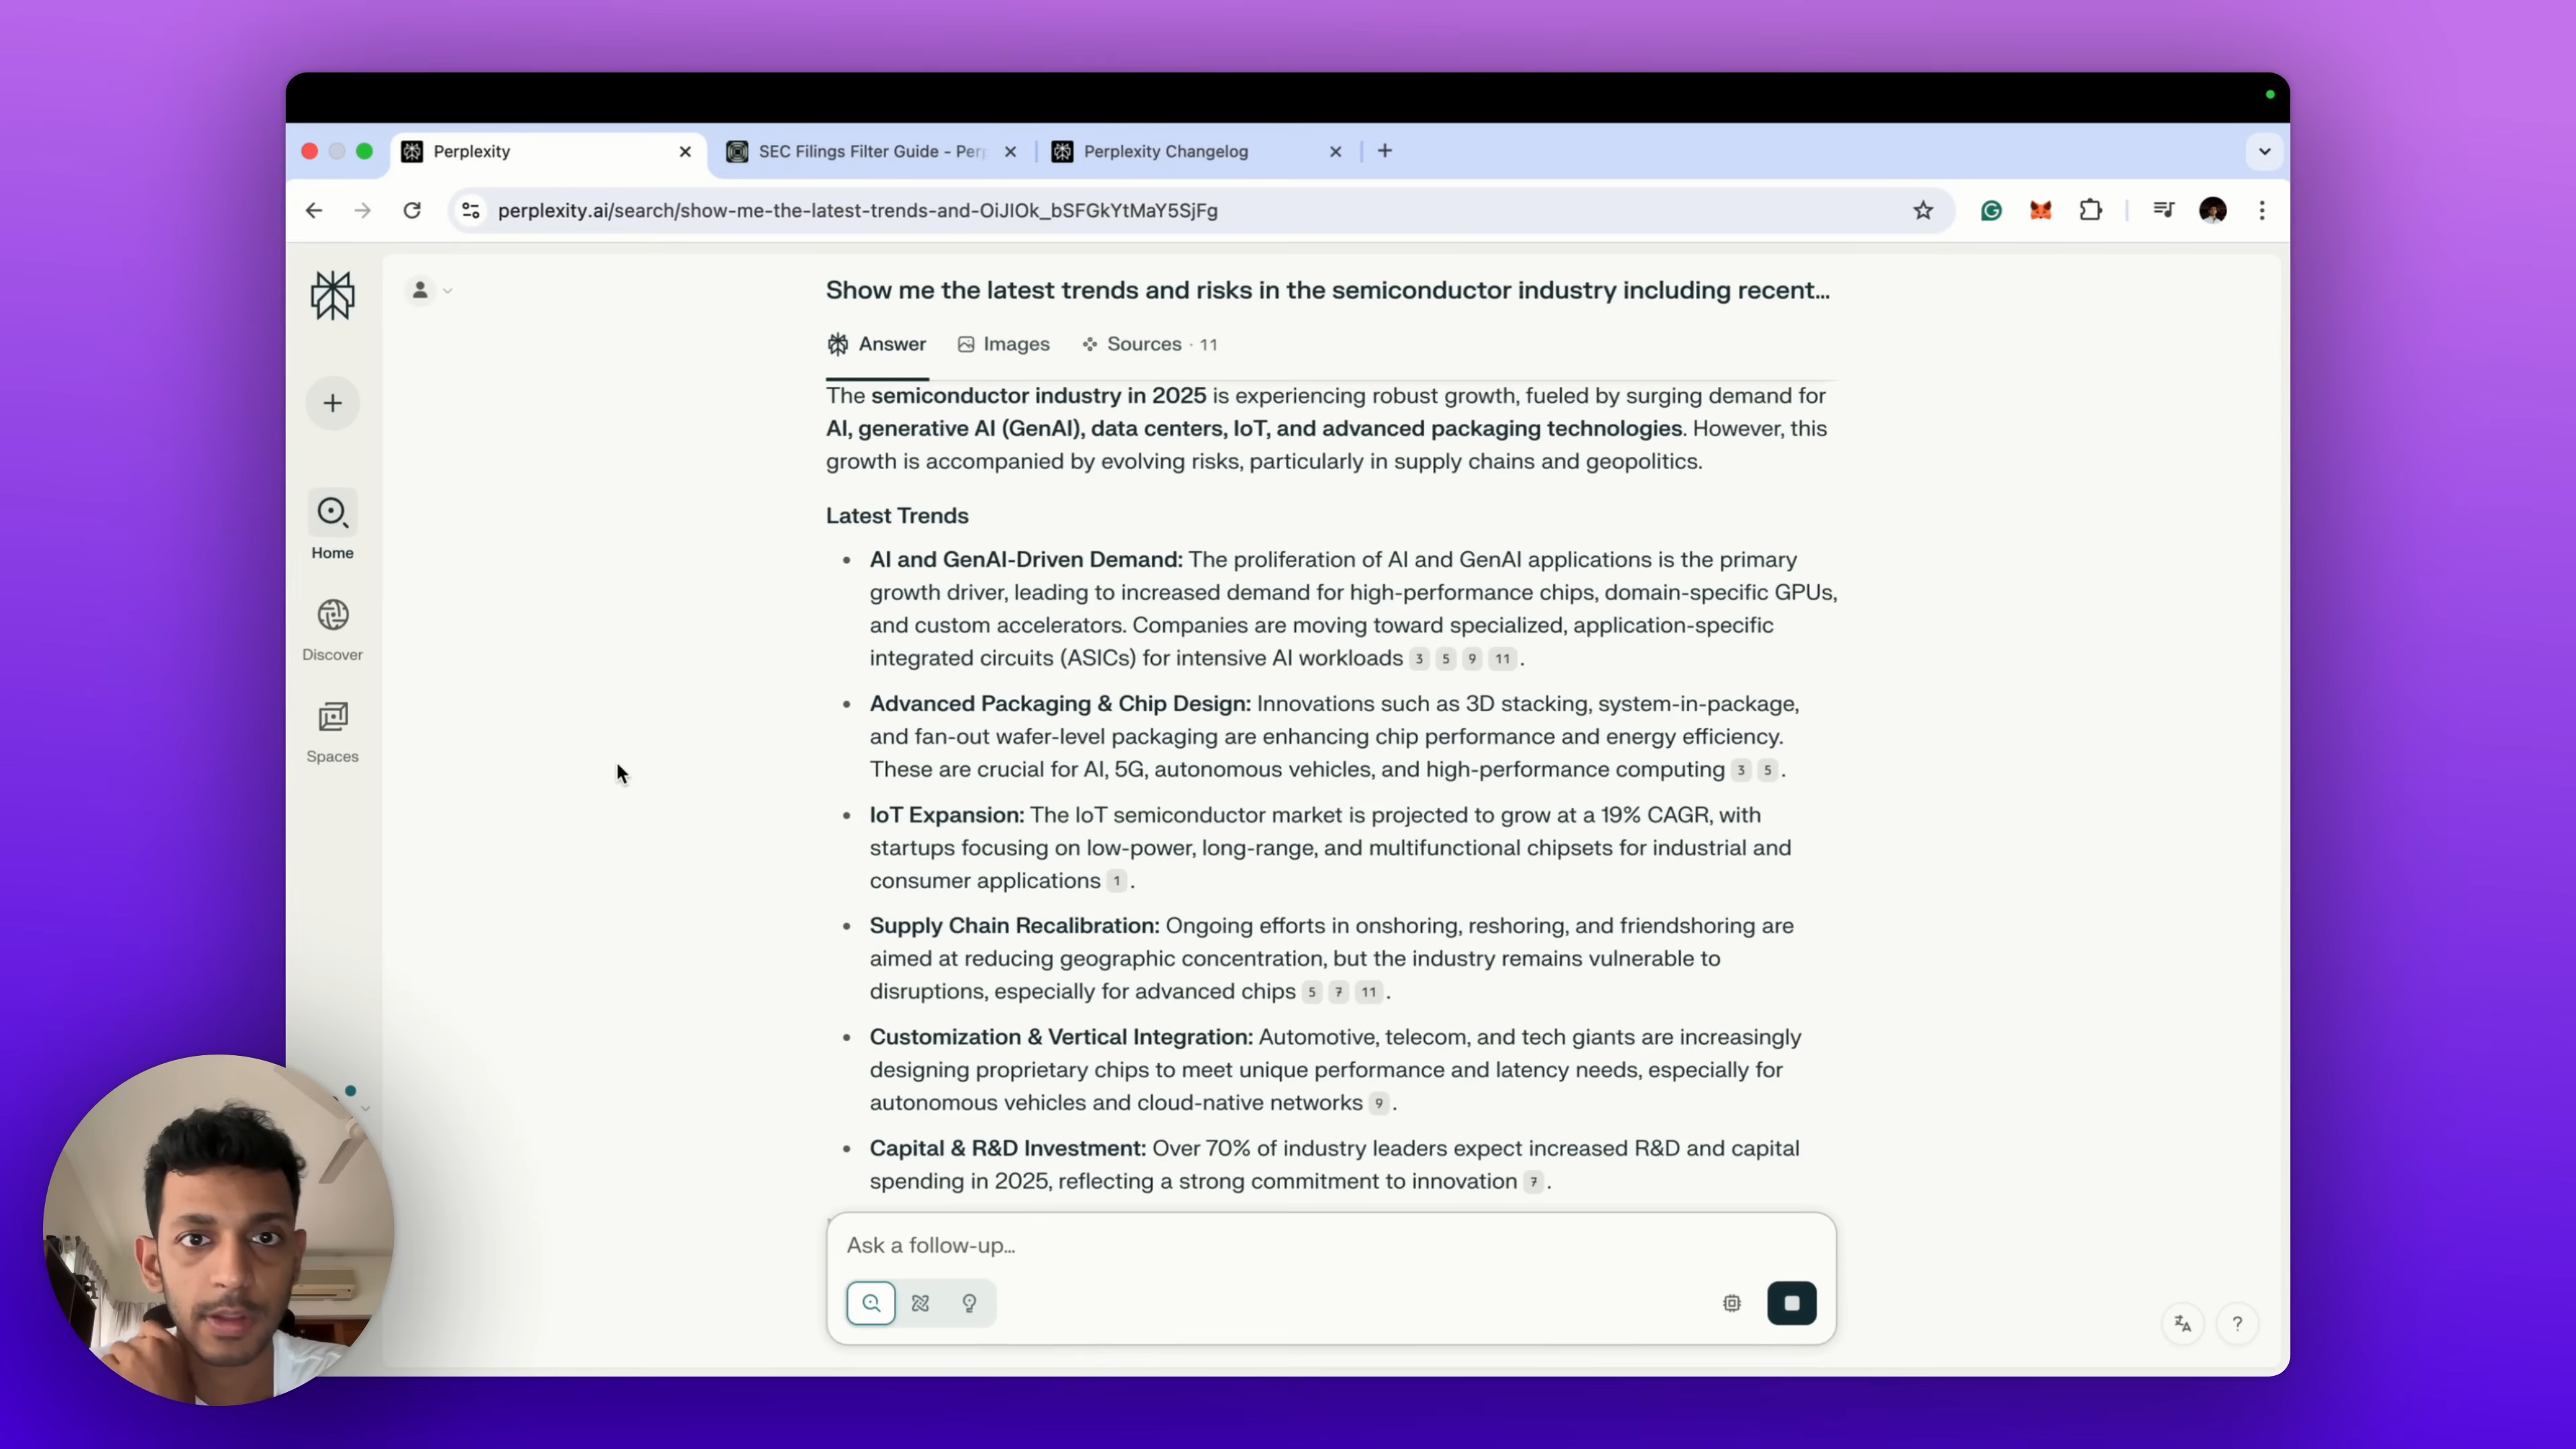 Perplexity
SEC Filings Filter Guide - Per
Perplexity Changelog
perplexity.ai/search/show-me-the-latest-trends-and-OiJIOk_bSFGkYtMaY5SjFg
Show me the latest trends and risks in the semiconductor industry including recent...
Answer
Images
Sources · 11
The semiconductor industry in 2025 is experiencing robust growth, fueled by surging demand for
AI, generative AI (GenAI), data centers, IoT, and advanced packaging technologies. However, this
growth is accompanied by evolving risks, particularly in supply chains and geopolitics.
Latest Trends
• AI and GenAI-Driven Demand: The proliferation of AI and GenAI applications is the primary
growth driver, leading to increased demand for high-performance chips, domain-specific GPUs,
and custom accelerators. Companies are moving toward specialized, application-specific
integrated circuits (ASICs) for intensive AI workloads 3 5 9 11 .
• Advanced Packaging & Chip Design: Innovations such as 3D stacking, system-in-package,
and fan-out wafer-level packaging are enhancing chip performance and energy efficiency.
These are crucial for AI, 5G, autonomous vehicles, and high-performance computing 3 5 .
• IoT Expansion: The IoT semiconductor market is projected to grow at a 19% CAGR, with
startups focusing on low-power, long-range, and multifunctional chipsets for industrial and
consumer applications 1 .
• Supply Chain Recalibration: Ongoing efforts in onshoring, reshoring, and friendshoring are
aimed at reducing geographic concentration, but the industry remains vulnerable to
disruptions, especially for advanced chips 5 7 11 .
• Customization & Vertical Integration: Automotive, telecom, and tech giants are increasingly
designing proprietary chips to meet unique performance and latency needs, especially for
autonomous vehicles and cloud-native networks 9 .
• Capital & R&D Investment: Over 70% of industry leaders expect increased R&D and capital
spending in 2025, reflecting a strong commitment to innovation 7 .
Ask a follow-up...
Home
Discover
Spaces
?